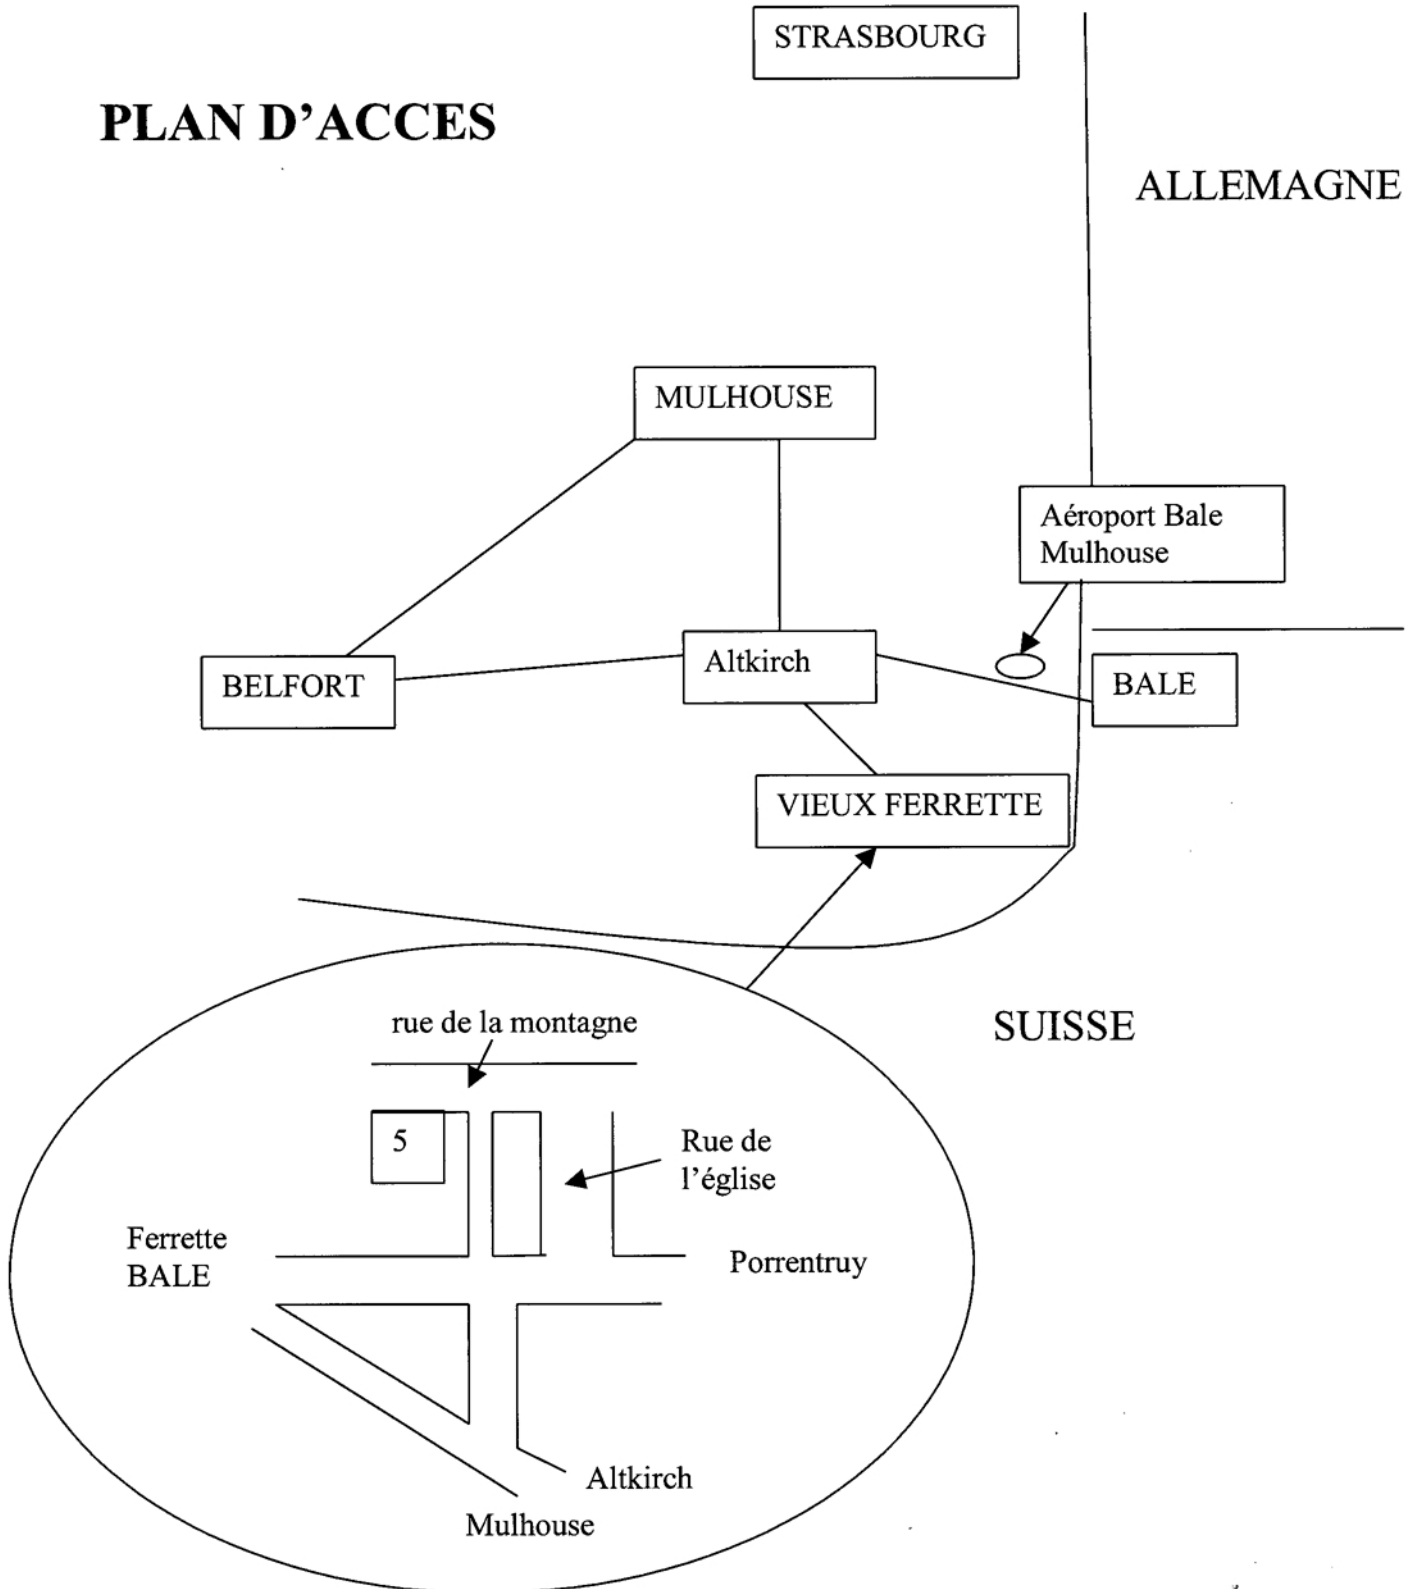 STRASBOURG
PLAN D'ACCES
ALLEMAGNE
MULHOUSE
Aéroport Bale
Mulhouse
Altkirch
BELFORT
BALE
VIEUX FERRETTE
SUISSE
rue de la montagne
5
Rue de
l'église
Ferrette
BALE
Porrentruy
Altkirch
Mulhouse